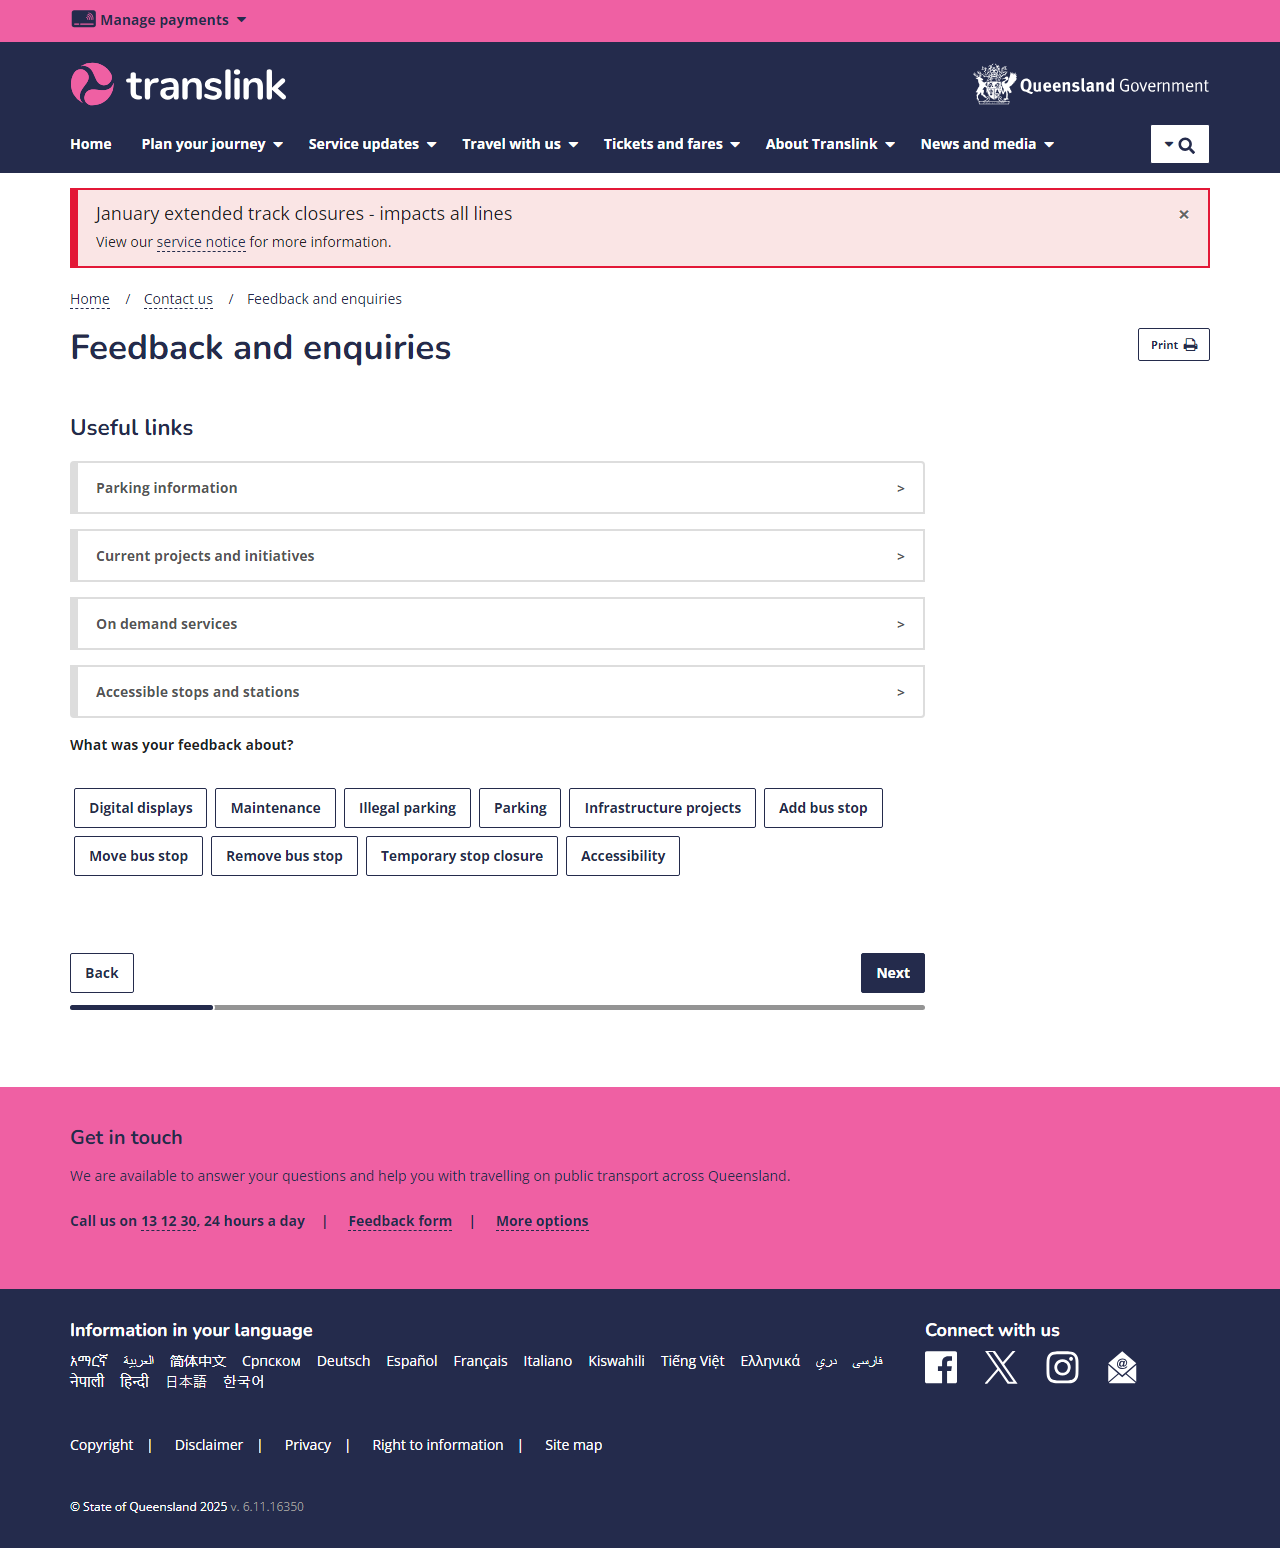 Manage payments
translink
Queensland Government
Home Plan your journey Service updates Travel with us Tickets and fares About Translink News and media
January extended track closures - impacts all lines ×
View our service notice for more information.
Home / Contact us / Feedback and enquiries
Feedback and enquiries
Print
Useful links
Parking information >
Current projects and initiatives >
On demand services >
Accessible stops and stations >
What was your feedback about?
Digital displays Maintenance Illegal parking Parking Infrastructure projects Add bus stop
Move bus stop Remove bus stop Temporary stop closure Accessibility
Back Next
Get in touch
We are available to answer your questions and help you with travelling on public transport across Queensland.
Call us on 13 12 30, 24 hours a day | Feedback form | More options
Information in your language
አማርኛ العربية 简体中文 Српском Deutsch Español Français Italiano Kiswahili Tiếng Việt Ελληνικά دري فارسی
नेपाली हिन्दी 日本語 한국어
Connect with us
Copyright | Disclaimer | Privacy | Right to information | Site map
© State of Queensland 2025 v. 6.11.16350